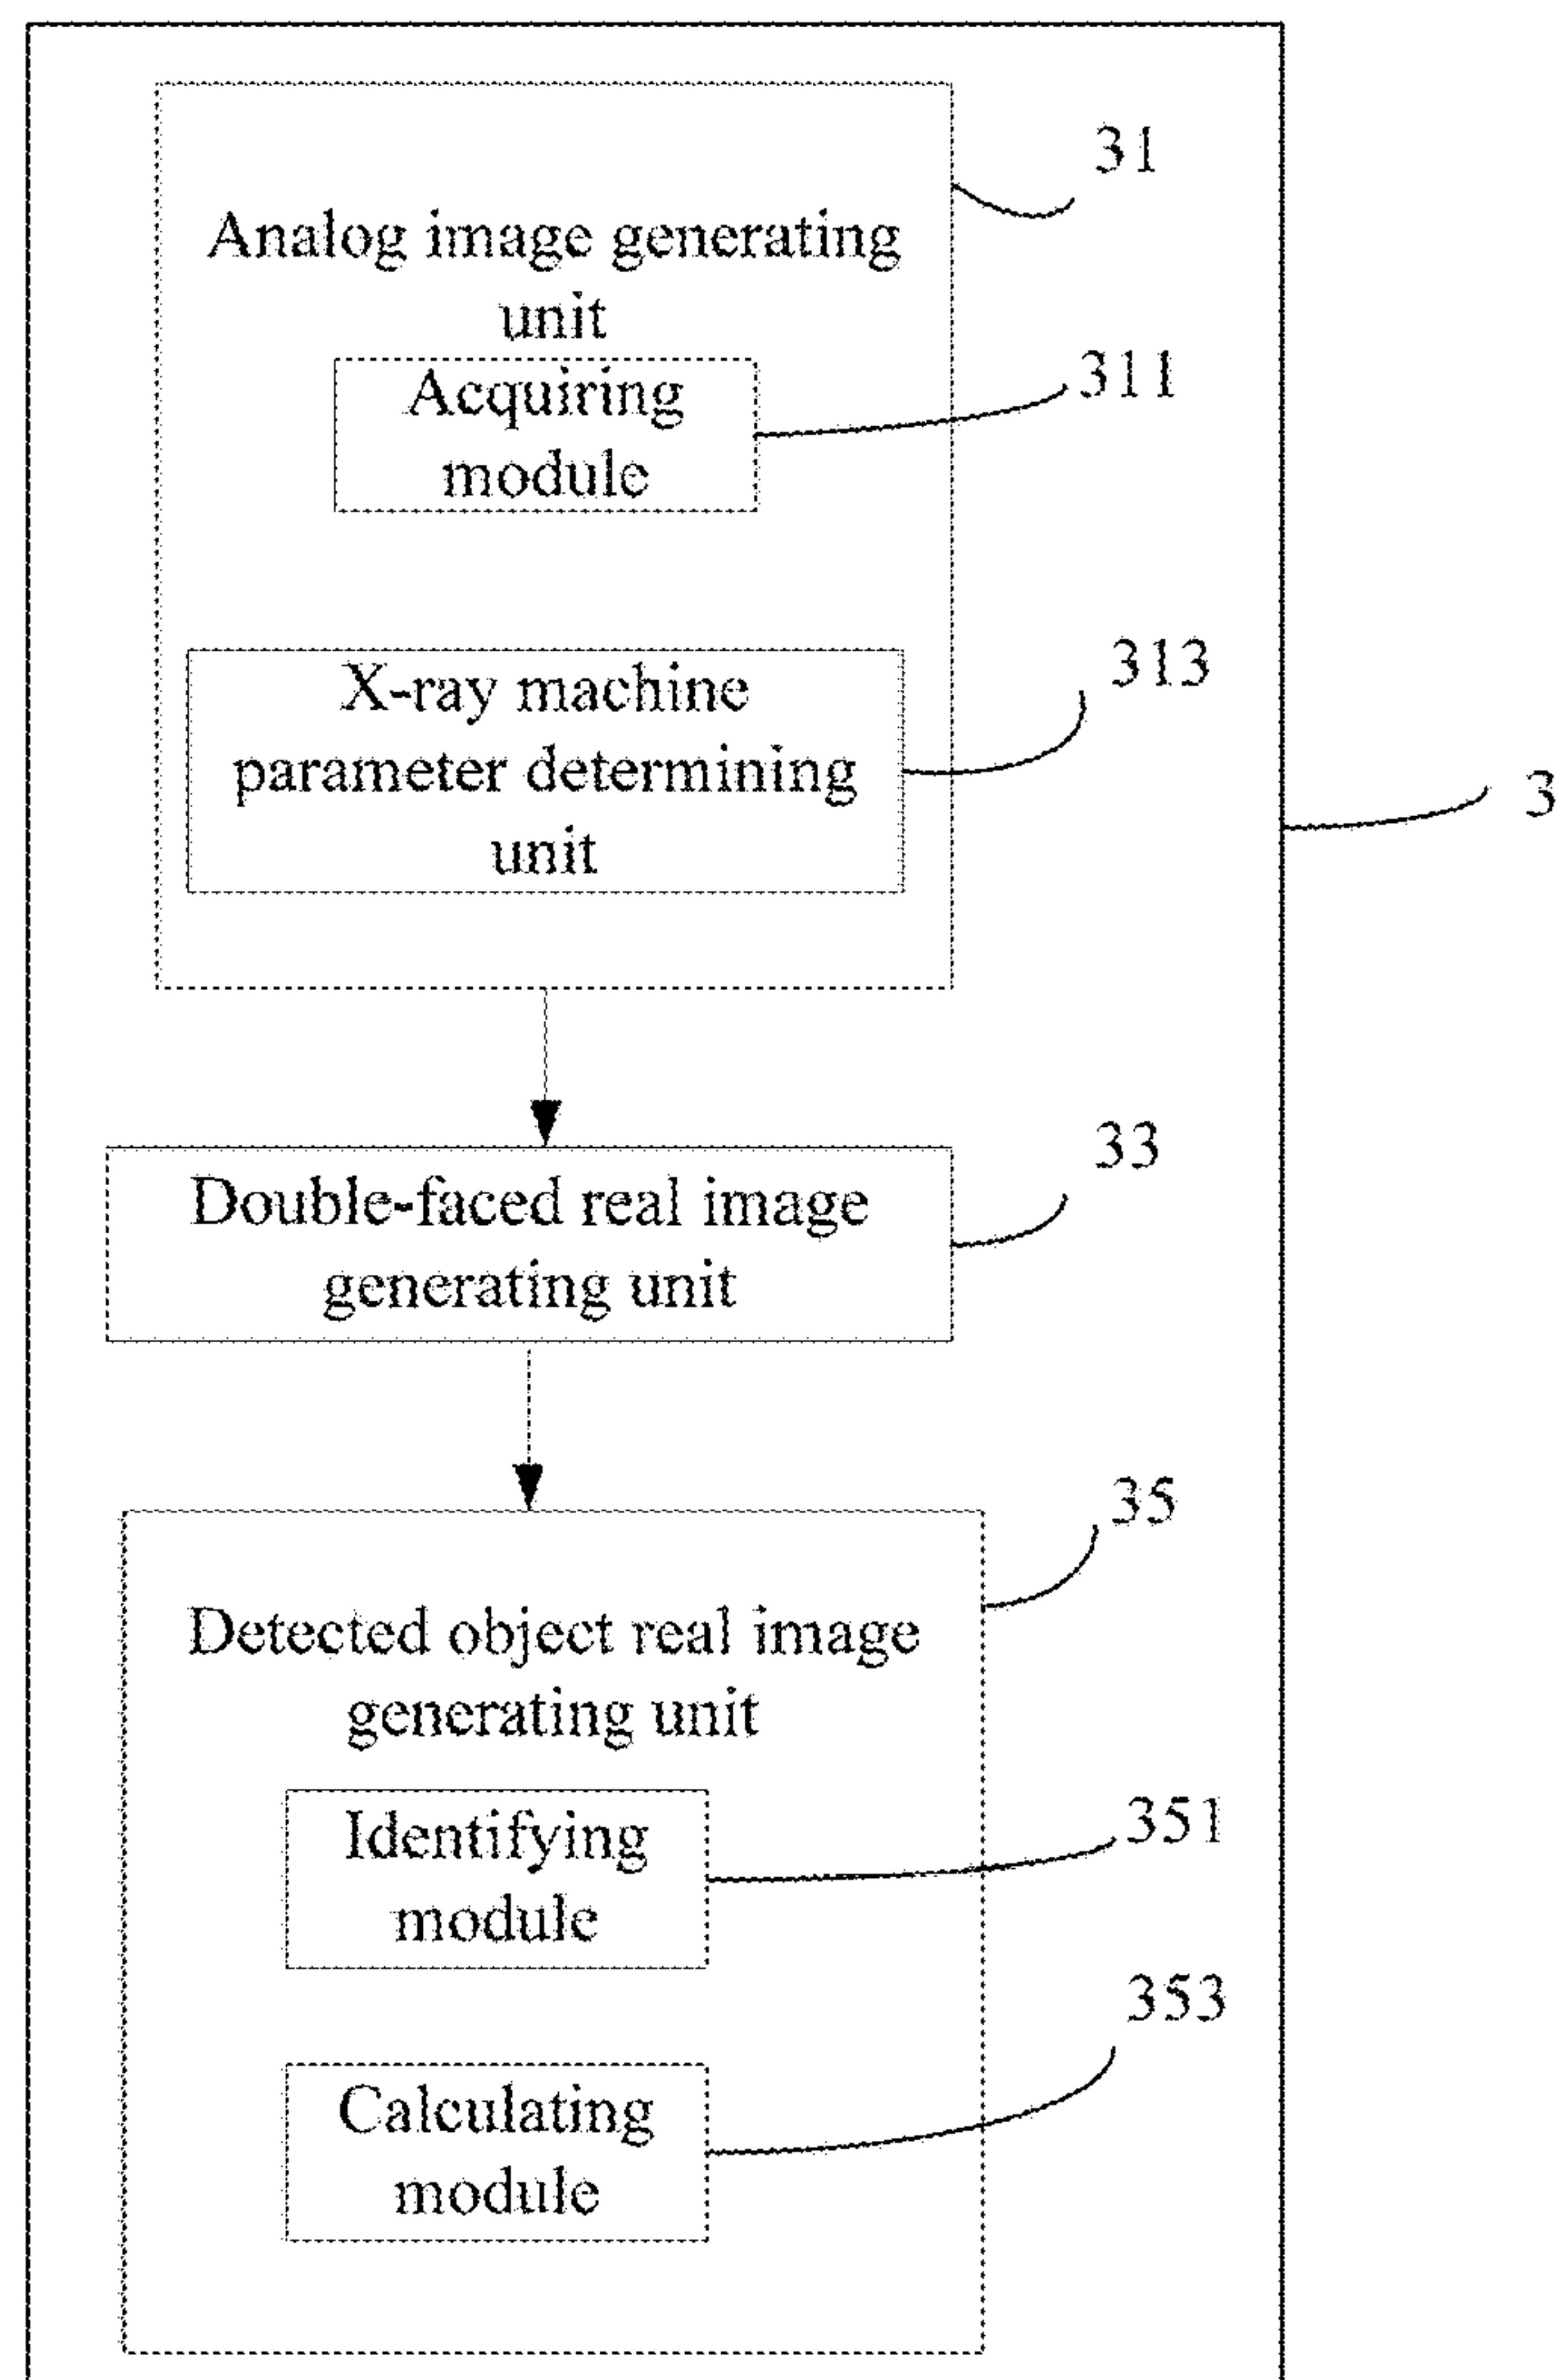 31
Analog image generating
unit
311
Acquiring
module
313
X-ray machine
parameter determining
unit
3
33
Double-faced real image
generating unit
35
Detected object real image
generating unit
351
Identifying
module
353
Calculating
module